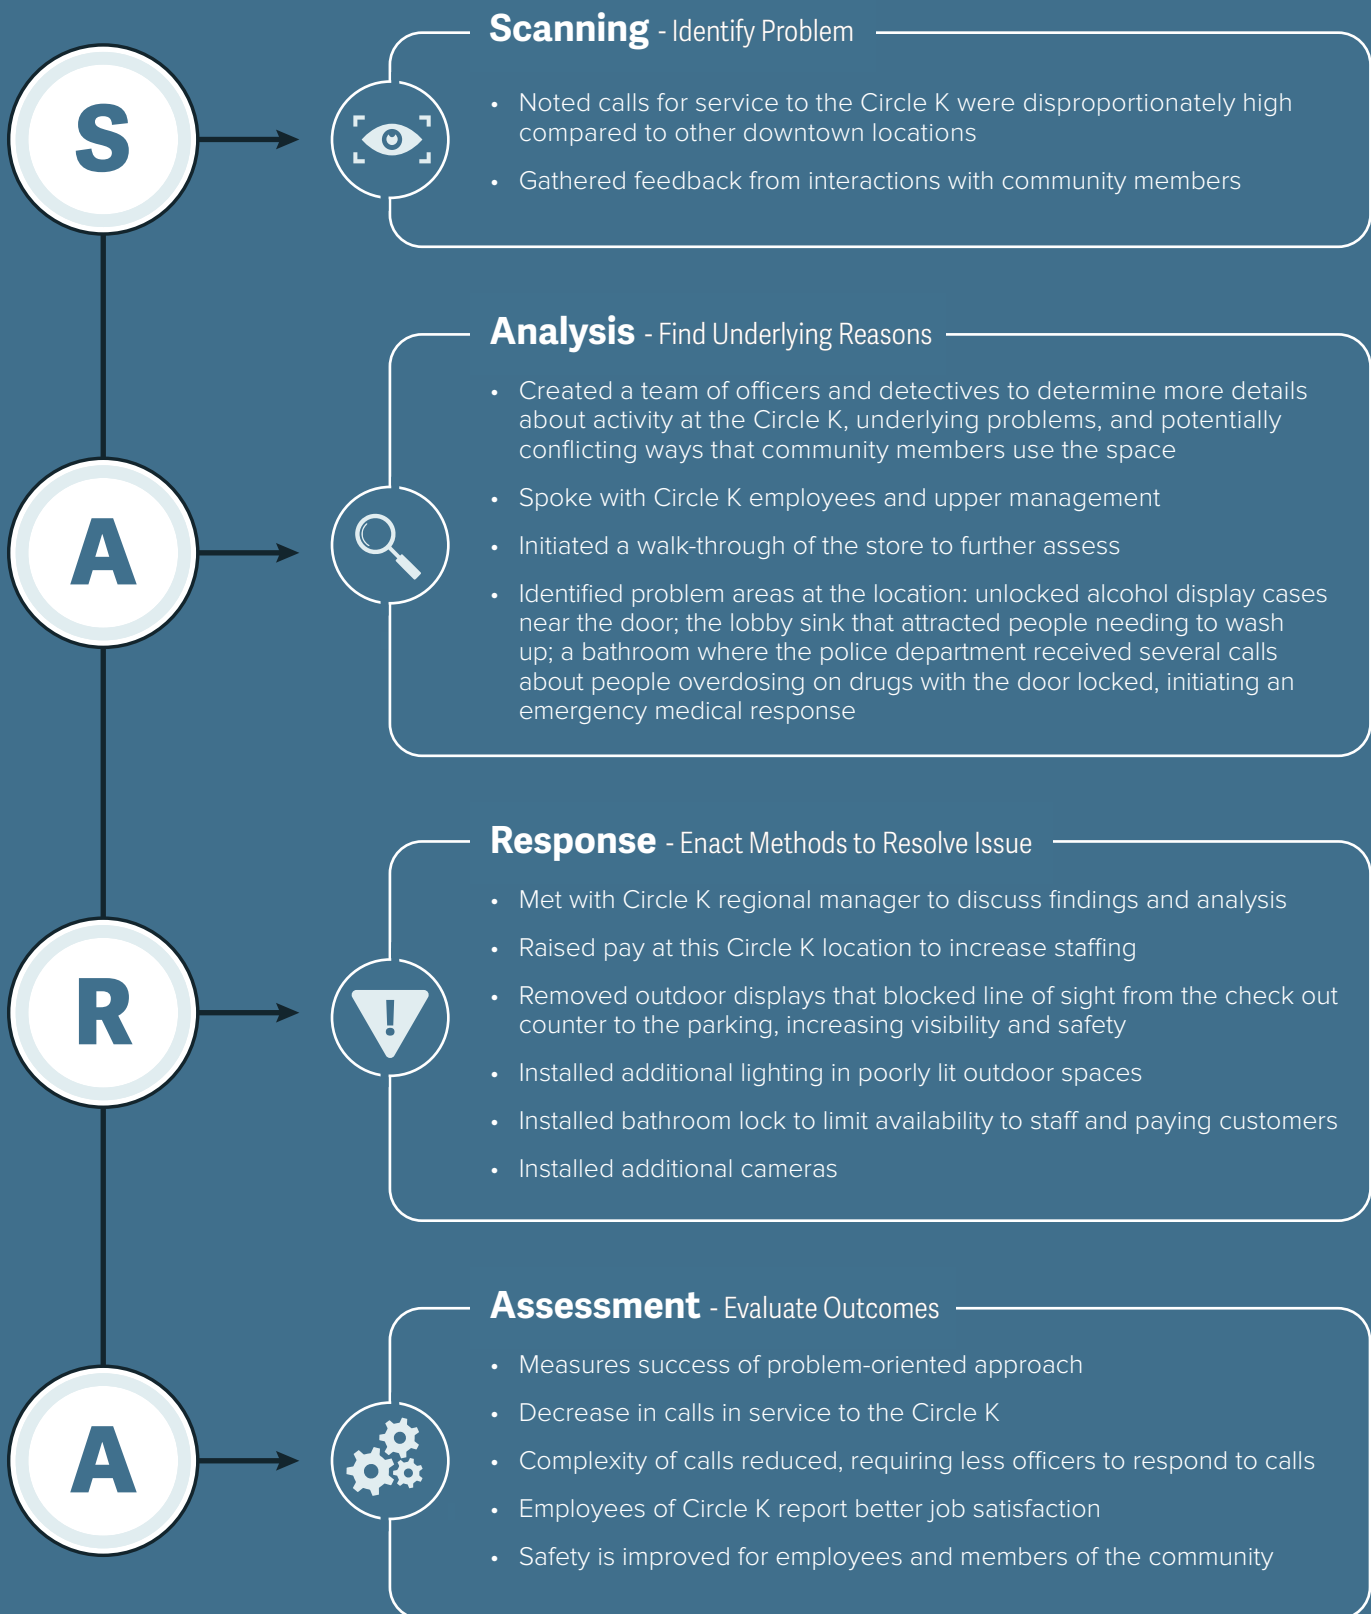 S
Scanning - Identify Problem
• Noted calls for service to the Circle K were disproportionately high
compared to other downtown locations
• Gathered feedback from interactions with community members
A
Analysis - Find Underlying Reasons
• Created a team of officers and detectives to determine more details
about activity at the Circle K, underlying problems, and potentially
conflicting ways that community members use the space
• Spoke with Circle K employees and upper management
• Initiated a walk-through of the store to further assess
• Identified problem areas at the location: unlocked alcohol display cases
near the door; the lobby sink that attracted people needing to wash
up; a bathroom where the police department received several calls
about people overdosing on drugs with the door locked, initiating an
emergency medical response
R
Response - Enact Methods to Resolve Issue
!
• Met with Circle K regional manager to discuss findings and analysis
• Raised pay at this Circle K location to increase staffing
• Removed outdoor displays that blocked line of sight from the check out
counter to the parking, increasing visibility and safety
• Installed additional lighting in poorly lit outdoor spaces
• Installed bathroom lock to limit availability to staff and paying customers
• Installed additional cameras
A
Assessment - Evaluate Outcomes
• Measures success of problem-oriented approach
• Decrease in calls in service to the Circle K
• Complexity of calls reduced, requiring less officers to respond to calls
• Employees of Circle K report better job satisfaction
• Safety is improved for employees and members of the community